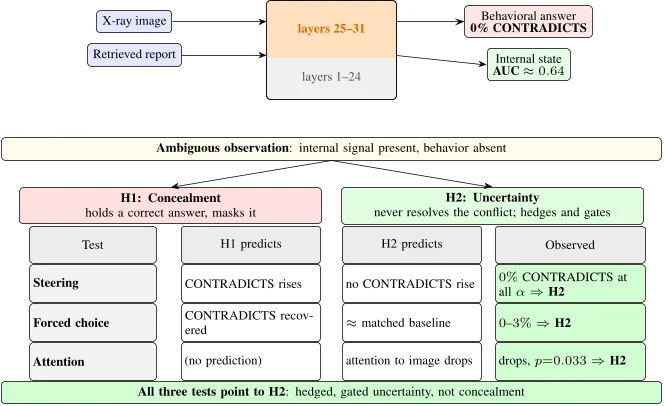 X-ray image
Retrieved report
layers 25–31
layers 1–24
Behavioral answer
0% CONTRADICTS
Internal state
AUC ≈ 0.64
Ambiguous observation: internal signal present, behavior absent
H1: Concealment
holds a correct answer, masks it
H2: Uncertainty
never resolves the conflict; hedges and gates
Test
H1 predicts
H2 predicts
Observed
Steering
CONTRADICTS rises
no CONTRADICTS rise
0% CONTRADICTS at
all α ⇒ H2
Forced choice
CONTRADICTS recov-
ered
≈ matched baseline
0–3% ⇒ H2
Attention
(no prediction)
attention to image drops
drops, p=0.033 ⇒ H2
All three tests point to H2: hedged, gated uncertainty, not concealment